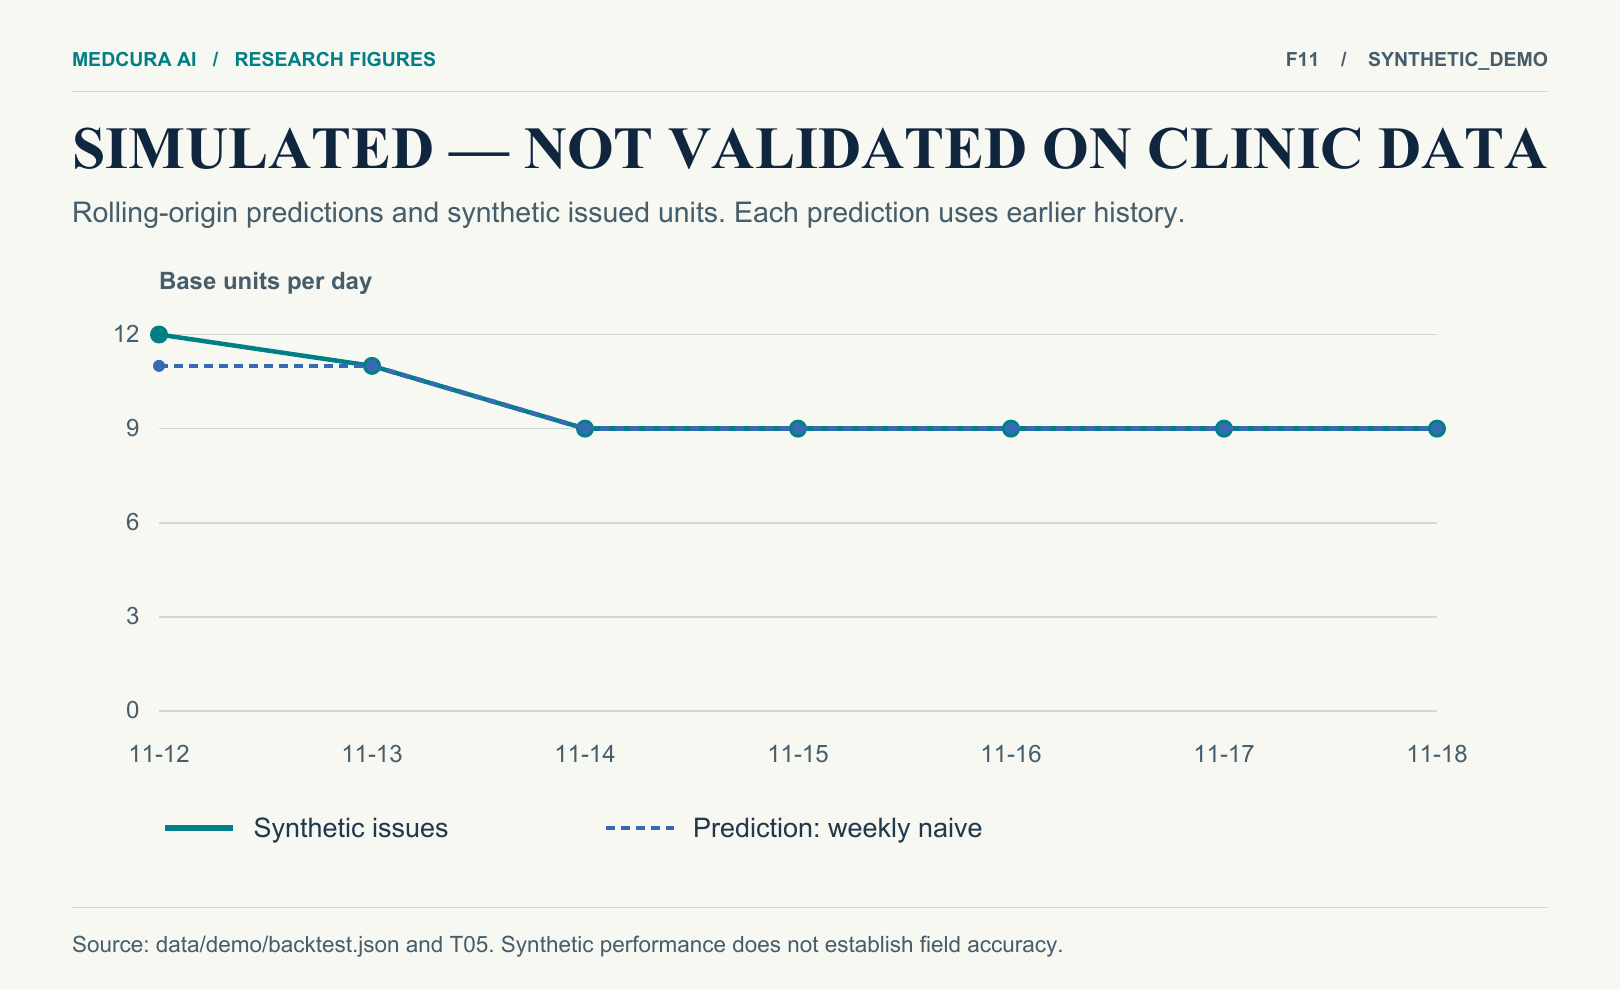 MEDCURA AI / RESEARCH FIGURES
F11 / SYNTHETIC_DEMO
SIMULATED — NOT VALIDATED ON CLINIC DATA
Rolling-origin predictions and synthetic issued units. Each prediction uses earlier history.
Base units per day
12
9
6
3
0
11-12 11-13 11-14 11-15 11-16 11-17 11-18
Synthetic issues
Prediction: weekly naive
Source: data/demo/backtest.json and T05. Synthetic performance does not establish field accuracy.